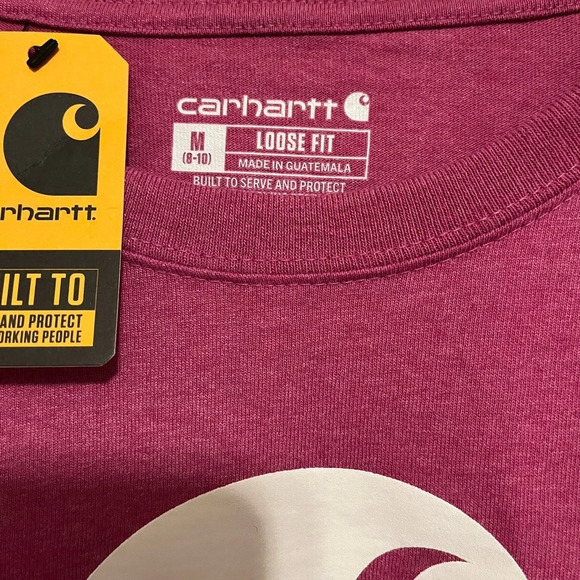 carhartt
M
(8-10)
LOOSE FIT
MADE IN GUATEMALA
BUILT TO SERVE AND PROTECT
rhartt.
ILT TO
AND PROTECT
ORKING PEOPLE